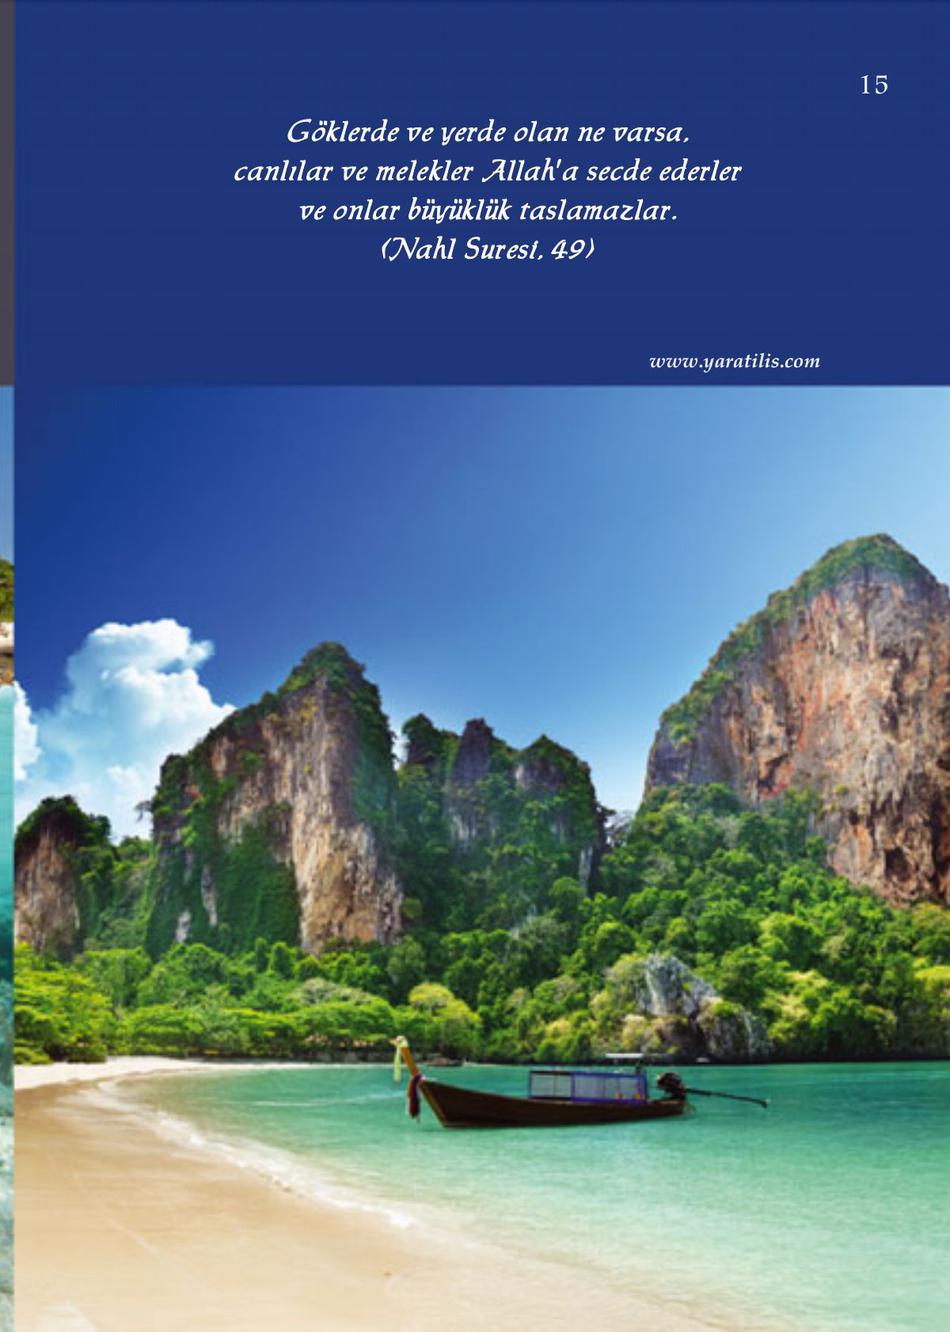 15
Göklerde ve yerde olan ne varsa,
canlılar ve melekler Allah'a secde ederler
ve onlar büyüklük taslamazlar.
(Nahl Suresi, 49)
www.yaratilis.com